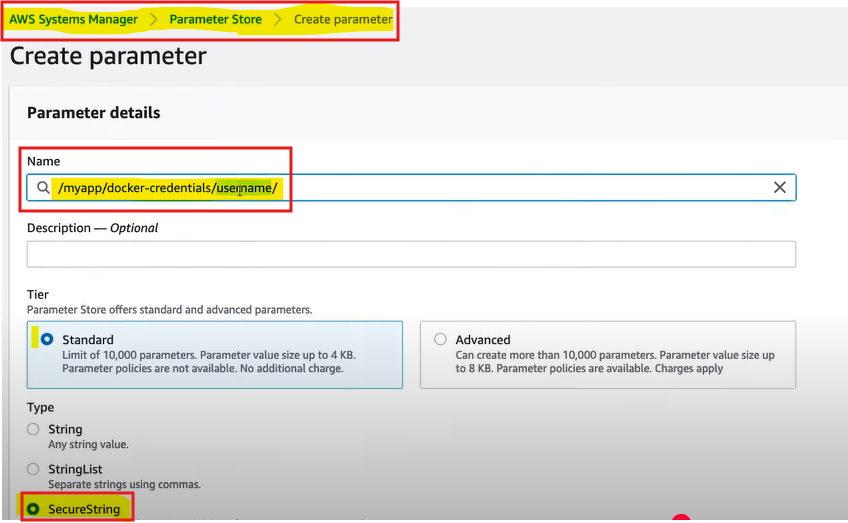 AWS Systems Manager > Parameter Store > Create parameter
Create parameter
Parameter details
Name
/myapp/docker-credentials/username/
Description — Optional
Tier
Parameter Store offers standard and advanced parameters.
Standard
Limit of 10,000 parameters. Parameter value size up to 4 KB.
Parameter policies are not available. No additional charge.
Advanced
Can create more than 10,000 parameters. Parameter value size up
to 8 KB. Parameter policies are available. Charges apply
Type
String
Any string value.
StringList
Separate strings using commas.
SecureString